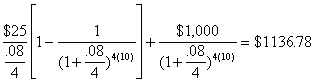 $25/(.08/4) [1 - 1/(1+.08/4)^4(10)] + $1,000/(1+.08/4)^4(10) = $1136.78